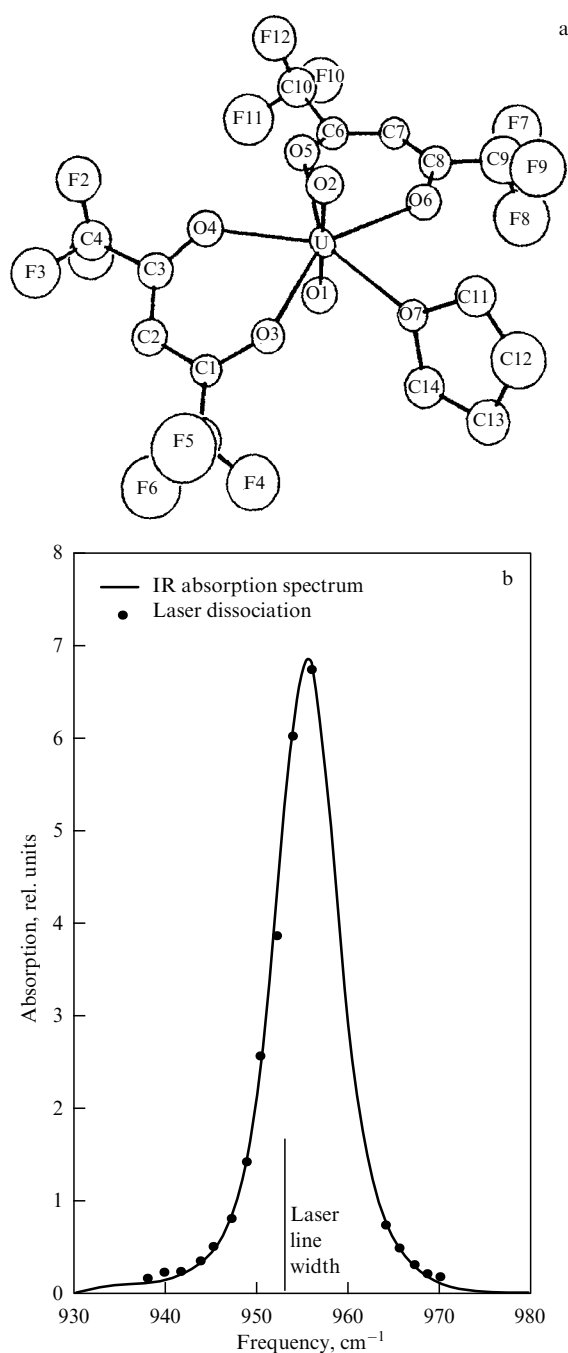 a
F12
F10
C10
F11
C6
C7
F7
O5
C8
C9
F9
F2
O2
O6
F8
O4
C4
U
F3
C3
O1
C11
O7
C2
O3
C12
C1
C14
C13
F5
F6
F4
b
8
IR absorption spectrum
Laser dissociation
7
6
5
4
3
2
1
0
Absorption, rel. units
Laser
line
width
930 940 950 960 970 980
Frequency, cm⁻¹